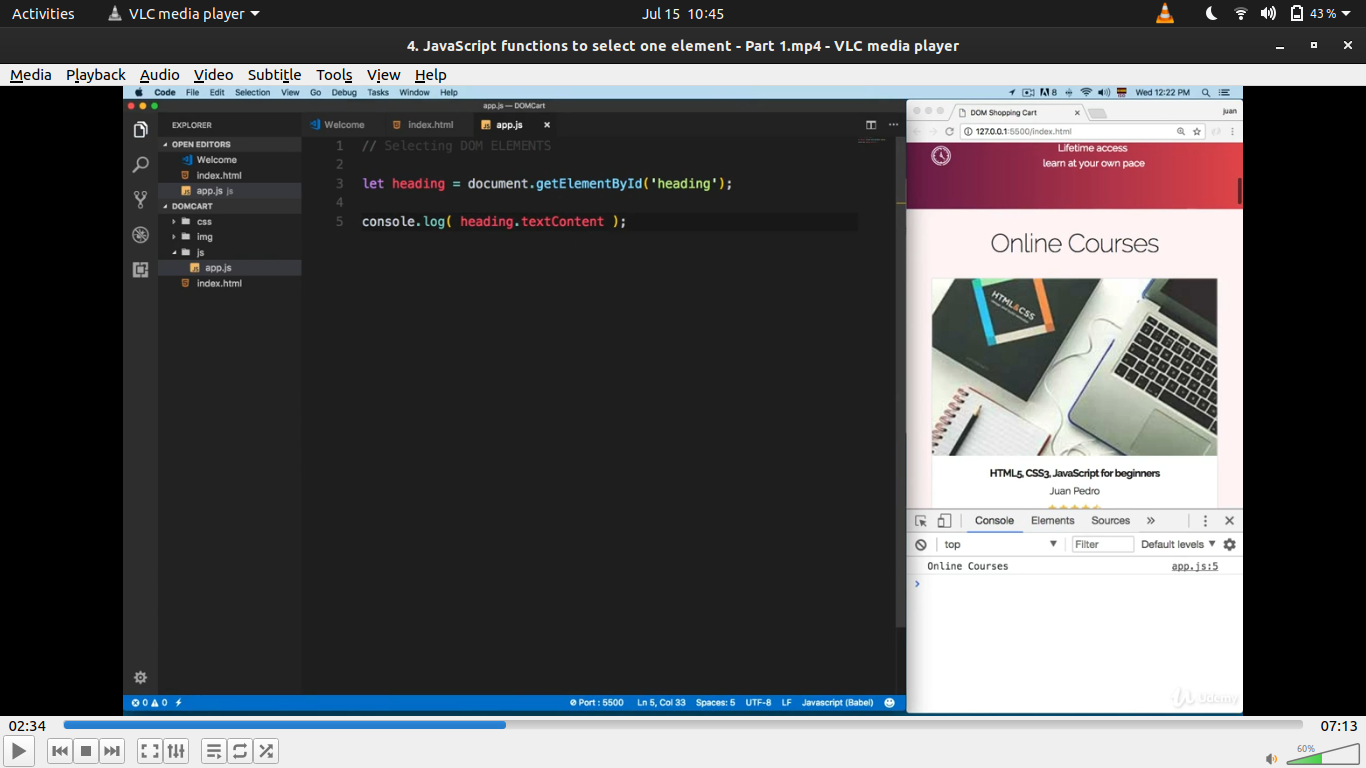 Activities VLC media player Jul 15 10:45 43 %
4. JavaScript functions to select one element - Part 1.mp4 - VLC media player
Media Playback Audio Video Subtitle Tools View Help
Code File Edit Selection View Go Debug Tasks Window Help 8 Wed 12:22 PM
app.js — DOMCart
EXPLORER
OPEN EDITORS
Welcome
index.html
app.js js
DOMCART
css
img
js
app.js
index.html
Welcome index.html app.js
1 // Selecting DOM ELEMENTS
2
3 let heading = document.getElementById('heading');
4
5 console.log( heading.textContent );
0 0 Port : 5500 Ln 5, Col 33 Spaces: 5 UTF-8 LF Javascript (Babel)
DOM Shopping Cart juan
127.0.0.1:5500/index.html
Lifetime access
learn at your own pace
Online Courses
HTML&CSS
HTML5, CSS3, JavaScript for beginners
Juan Pedro
Console Elements Sources
top Filter Default levels
Online Courses app.js:5
Udemy
02:34 07:13
60%